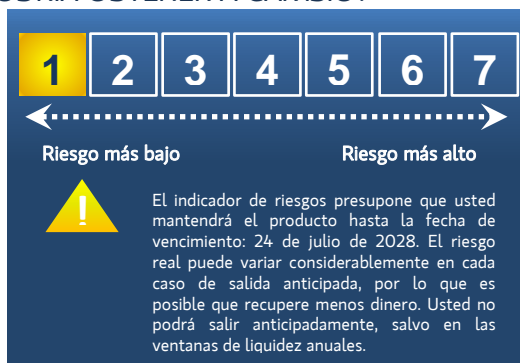 1 2 3 4 5 6 7
Riesgo más bajo Riesgo más alto
!
El indicador de riesgos presupone que usted
mantendrá el producto hasta la fecha de
vencimiento: 24 de julio de 2028. El riesgo
real puede variar considerablemente en cada
caso de salida anticipada, por lo que es
posible que recupere menos dinero. Usted no
podrá salir anticipadamente, salvo en las
ventanas de liquidez anuales.